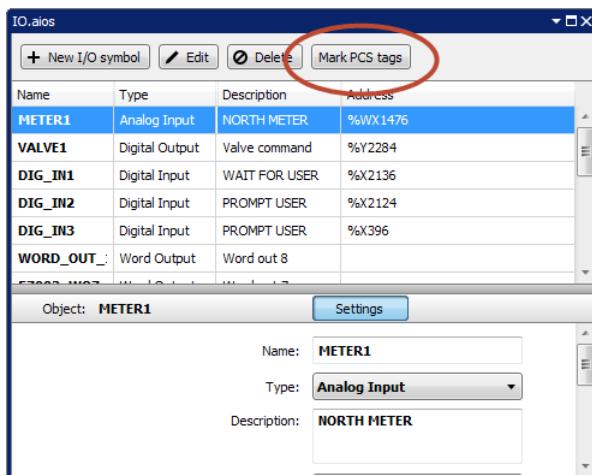 IO.aios
New I/O symbol Edit Delete Mark PCS tags
Name Type Description Address
METER1 Analog Input NORTH METER %WX1476
VALVE1 Digital Output Valve command %Y2284
DIG_IN1 Digital Input WAIT FOR USER %X2136
DIG_IN2 Digital Input PROMPT USER %X2124
DIG_IN3 Digital Input PROMPT USER %X396
WORD_OUT_ Word Output Word out 8
Object: METER1 Settings
Name: METER1
Type: Analog Input
Description: NORTH METER